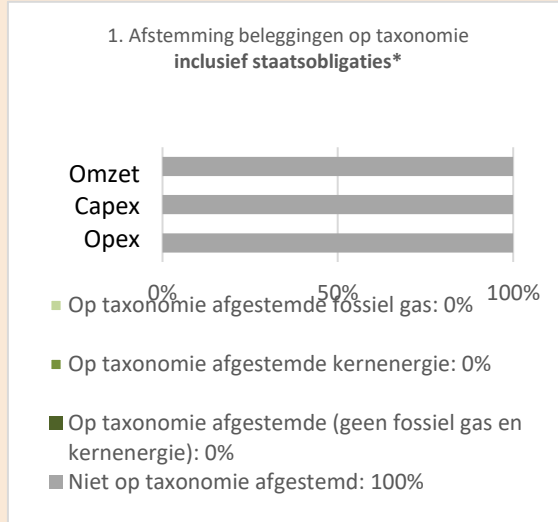 1. Afstemming beleggingen op taxonomie
inclusief staatsobligaties*
Omzet
Capex
Opex
0% 50% 100%
Op taxonomie afgestemde fossiel gas: 0%
Op taxonomie afgestemde kernenergie: 0%
Op taxonomie afgestemde (geen fossiel gas en
kernenergie): 0%
Niet op taxonomie afgestemd: 100%